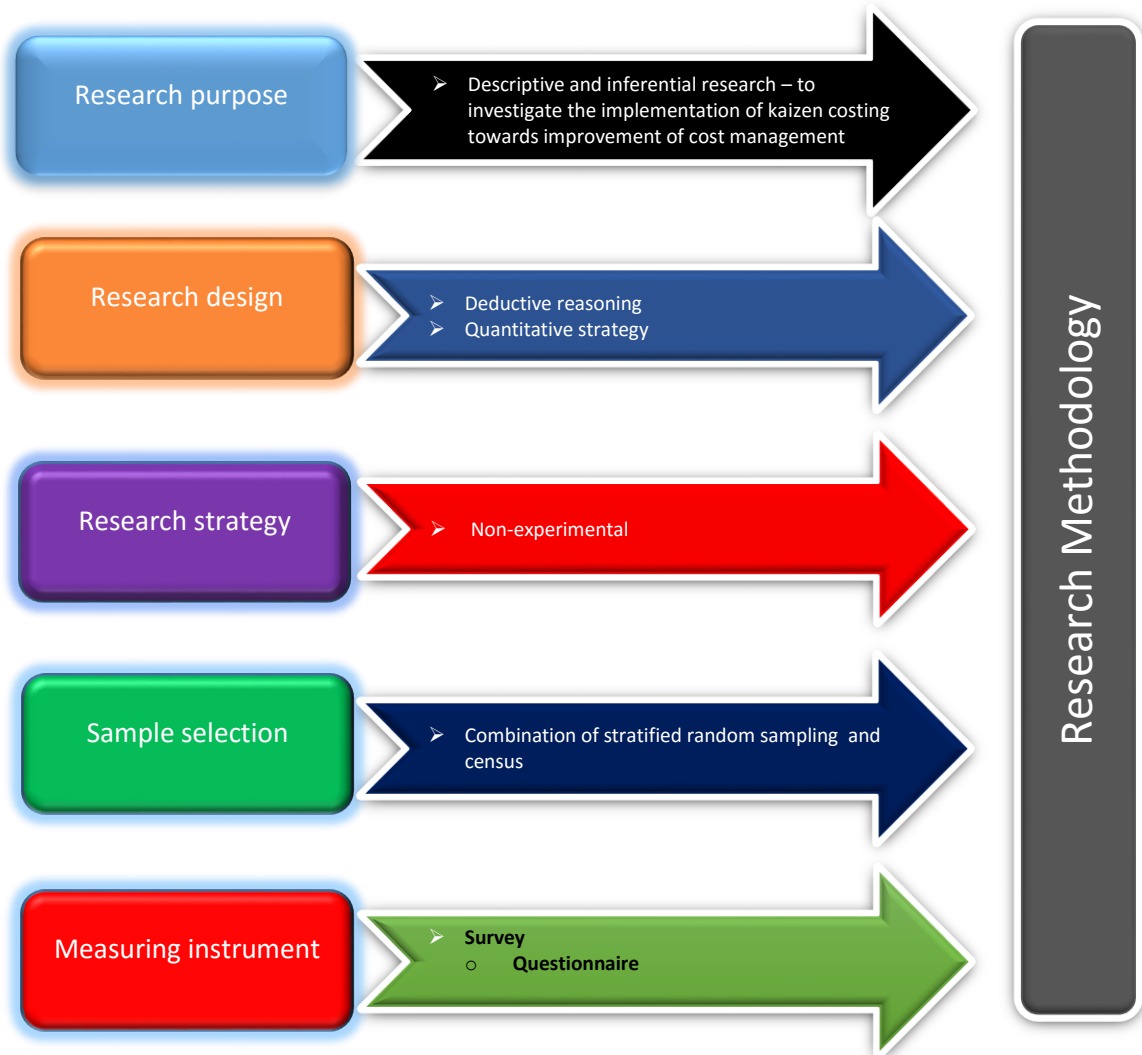 Research purpose
➢ Descriptive and inferential research – to
investigate the implementation of kaizen costing
towards improvement of cost management
Research design
➢ Deductive reasoning
➢ Quantitative strategy
Research strategy
➢ Non-experimental
Sample selection
➢ Combination of stratified random sampling and
census
Measuring instrument
➢ Survey
o Questionnaire
Research Methodology